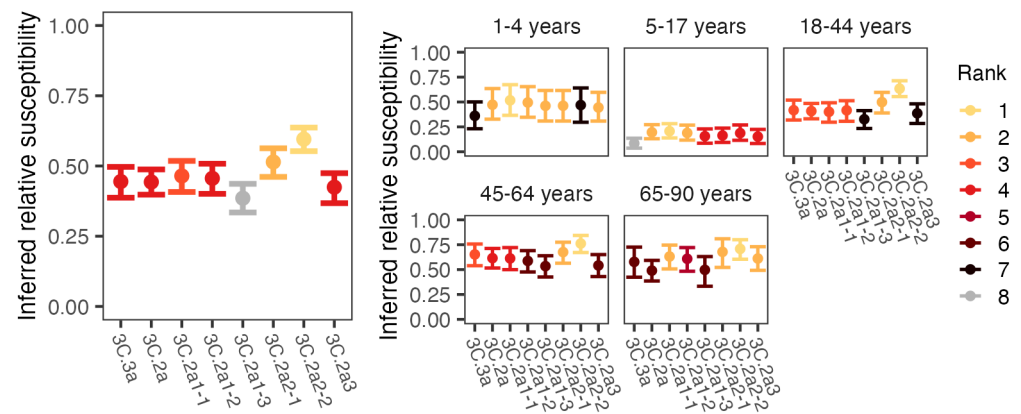 Inferred relative susceptibility
1.00
0.75
0.50
0.25
0.00
3C.3a
3C.2a
3C.2a1-1
3C.2a1-2
3C.2a1-3
3C.2a2-1
3C.2a2-2
3C.2a3
Inferred relative susceptibility
1-4 years
5-17 years
18-44 years
1.00
0.75
0.50
0.25
0.00
3C.3a
3C.2a
3C.2a1-1
3C.2a1-2
3C.2a1-3
3C.2a2-1
3C.2a2-2
3C.2a3
45-64 years
65-90 years
1.00
0.75
0.50
0.25
0.00
3C.3a
3C.2a
3C.2a1-1
3C.2a1-2
3C.2a1-3
3C.2a2-1
3C.2a2-2
3C.2a3
3C.3a
3C.2a
3C.2a1-1
3C.2a1-2
3C.2a1-3
3C.2a2-1
3C.2a2-2
3C.2a3
Rank
1
2
3
4
5
6
7
8